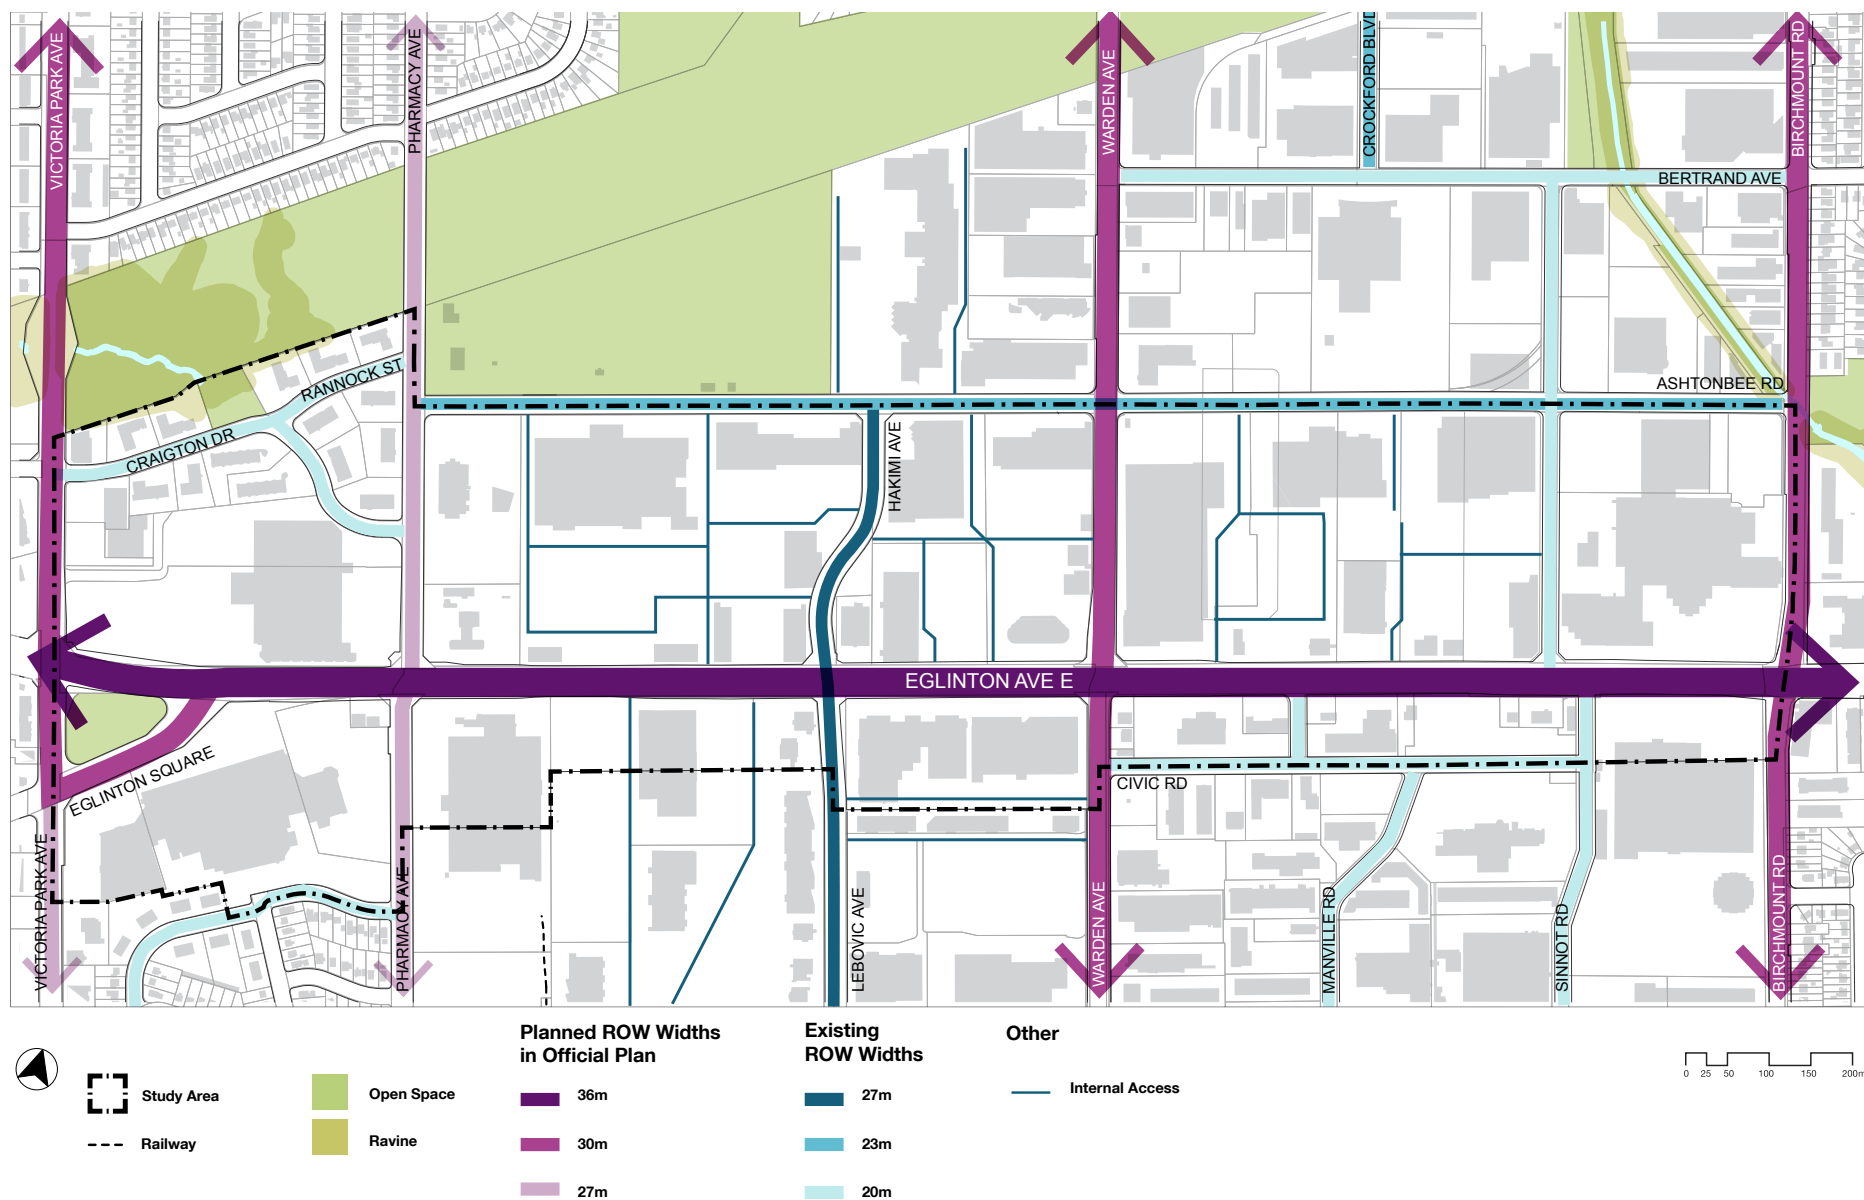 VICTORIA PARK AVE
PHARMACY AVE
WARDEN AVE
CROCKFORD BLVD
BIRCHMOUNT RD
BERTRAND AVE
RANNOCK ST
ASHTONBEE RD
CRAIGTON DR
HAKIMI AVE
EGLINTON AVE E
EGLINTON SQUARE
CIVIC RD
VICTORIA PARK AVE
PHARMACY AVE
LEBOVIC AVE
WARDEN AVE
MANVILLE RD
SINNOT RD
BIRCHMOUNT RD
Study Area
Railway
Open Space
Ravine
Planned ROW Widths
in Official Plan
36m
30m
27m
Existing
ROW Widths
27m
23m
20m
Other
Internal Access
0 25 50 100 150 200m